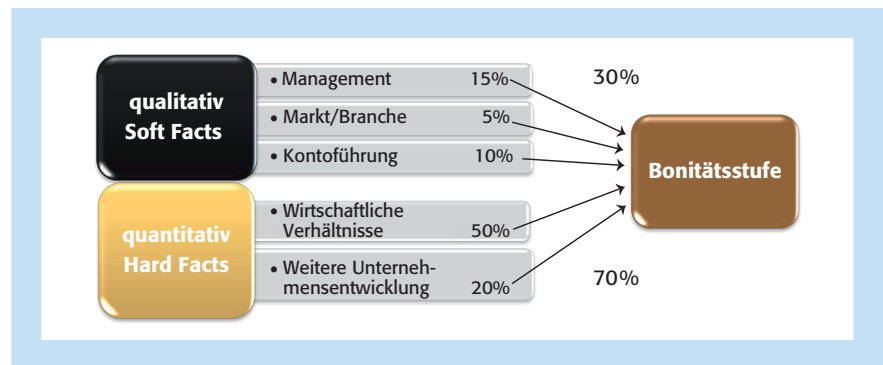 qualitativ
Soft Facts
• Management 15%
• Markt/Branche 5%
• Kontoführung 10%
30%
quantitativ
Hard Facts
• Wirtschaftliche
Verhältnisse 50%
• Weitere Unterneh-
mensentwicklung 20%
70%
Bonitätsstufe